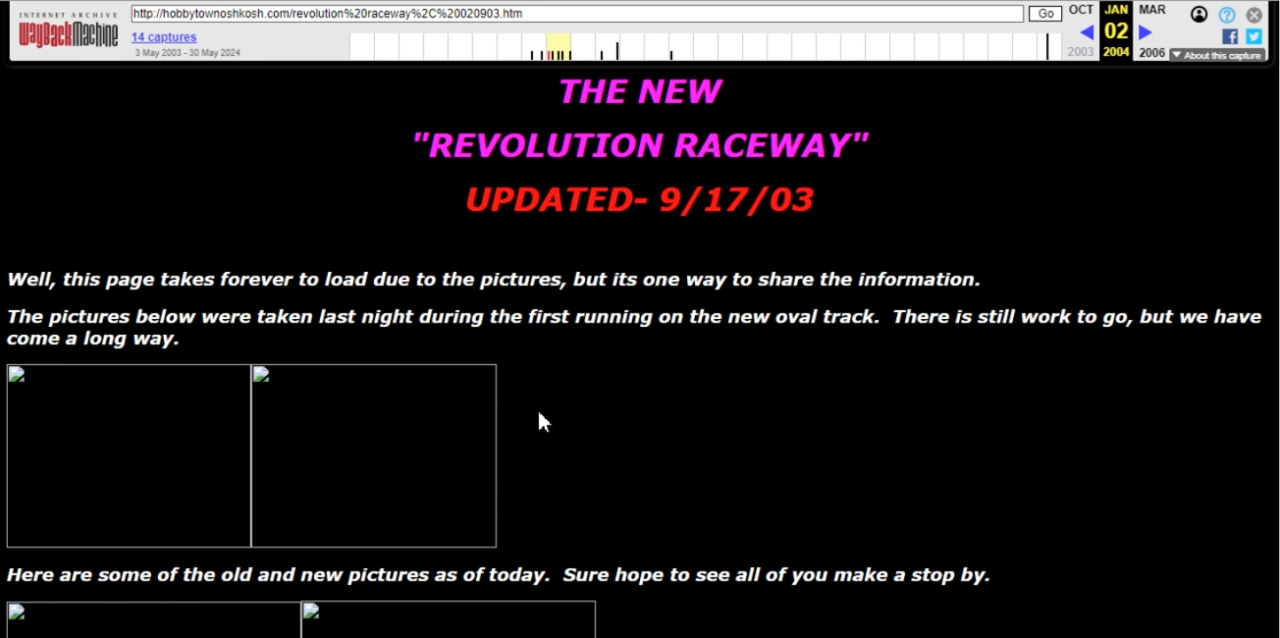 INTERNET ARCHIVE
WayBackMachine
http://hobbytownoshkosh.com/revolution%20raceway%2C%20020903.htm
Go
OCT JAN MAR
14 captures
02
3 May 2003 - 30 May 2024
2003 2004 2006
About this capture
THE NEW
"REVOLUTION RACEWAY"
UPDATED- 9/17/03
Well, this page takes forever to load due to the pictures, but its one way to share the information.
The pictures below were taken last night during the first running on the new oval track. There is still work to go, but we have
come a long way.
Here are some of the old and new pictures as of today. Sure hope to see all of you make a stop by.